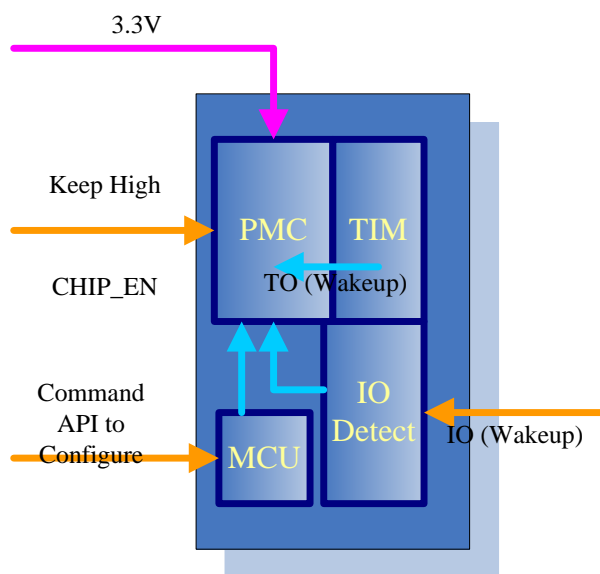 3.3V
Keep High
PMC
TIM
CHIP_EN
TO (Wakeup)
Command
API to
Configure
MCU
IO
Detect
IO (Wakeup)